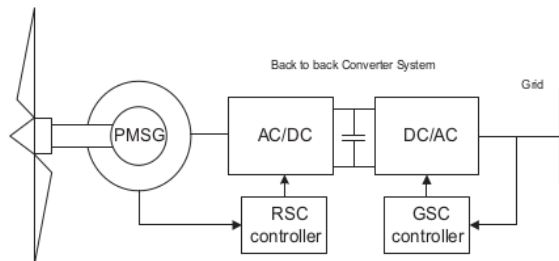 Back to back Converter System
Grid
PMSG
AC/DC
DC/AC
RSC
controller
GSC
controller